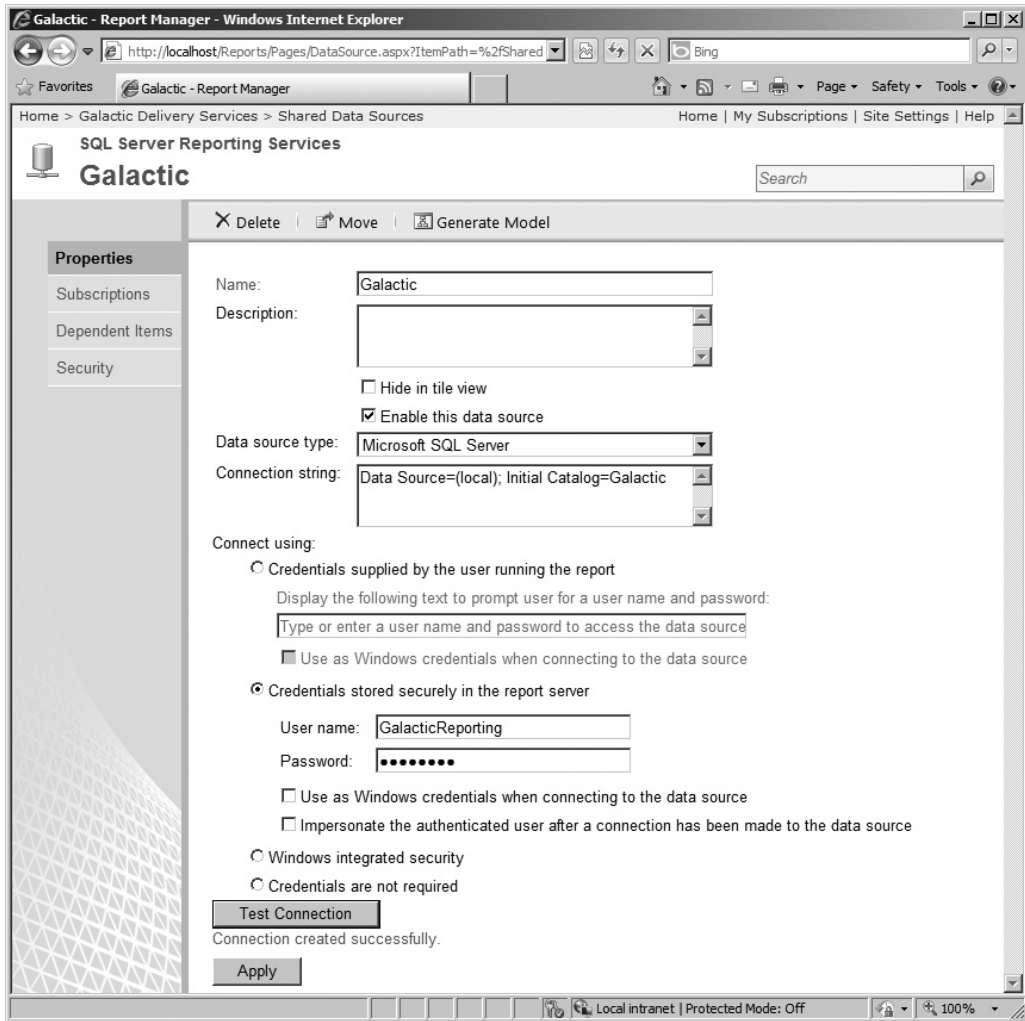 Galactic - Report Manager - Windows Internet Explorer
http://localhost/Reports/Pages/DataSource.aspx?ItemPath=%2fShared
Bing
Favorites
Galactic - Report Manager
Page
Safety
Tools
Home > Galactic Delivery Services > Shared Data Sources
Home | My Subscriptions | Site Settings | Help
SQL Server Reporting Services
Galactic
Search
Delete | Move | Generate Model
Properties
Subscriptions
Dependent Items
Security
Name: Galactic
Description:
Hide in tile view
Enable this data source
Data source type: Microsoft SQL Server
Connection string: Data Source=(local); Initial Catalog=Galactic
Connect using:
Credentials supplied by the user running the report
Display the following text to prompt user for a user name and password:
Type or enter a user name and password to access the data source
Use as Windows credentials when connecting to the data source
Credentials stored securely in the report server
User name: GalacticReporting
Password: ●●●●●●●●
Use as Windows credentials when connecting to the data source
Impersonate the authenticated user after a connection has been made to the data source
Windows integrated security
Credentials are not required
Test Connection
Connection created successfully.
Apply
Local intranet | Protected Mode: Off
100%